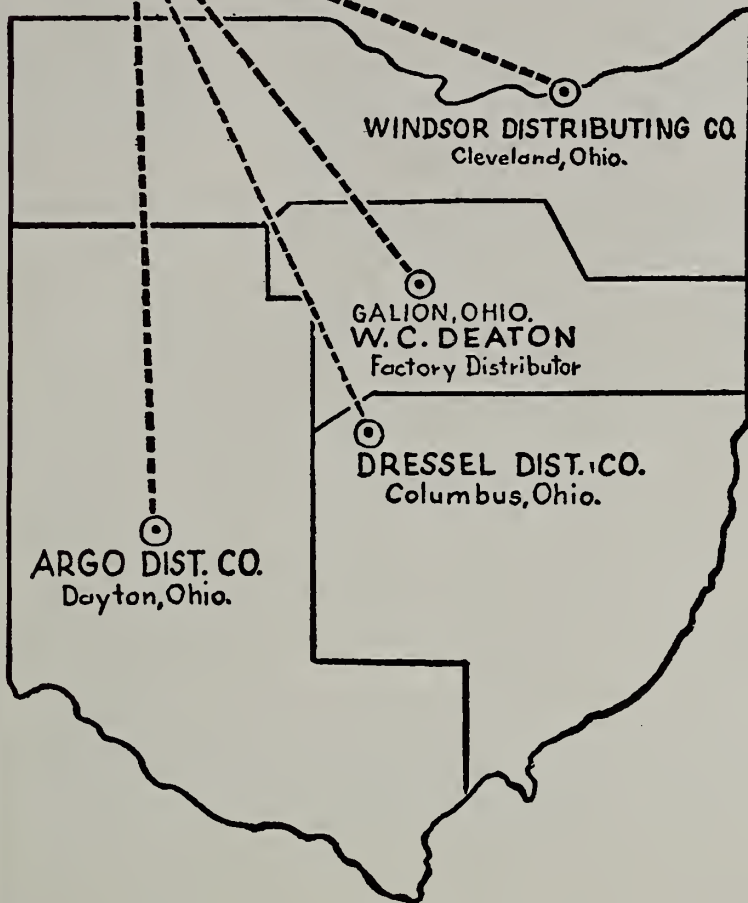 WINDSOR DISTRIBUTING CO.
Cleveland, Ohio.
GALION, OHIO.
W. C. DEATON
Factory Distributor
DRESSEL DIST. CO.
Columbus, Ohio.
ARGO DIST. CO.
Dayton, Ohio.